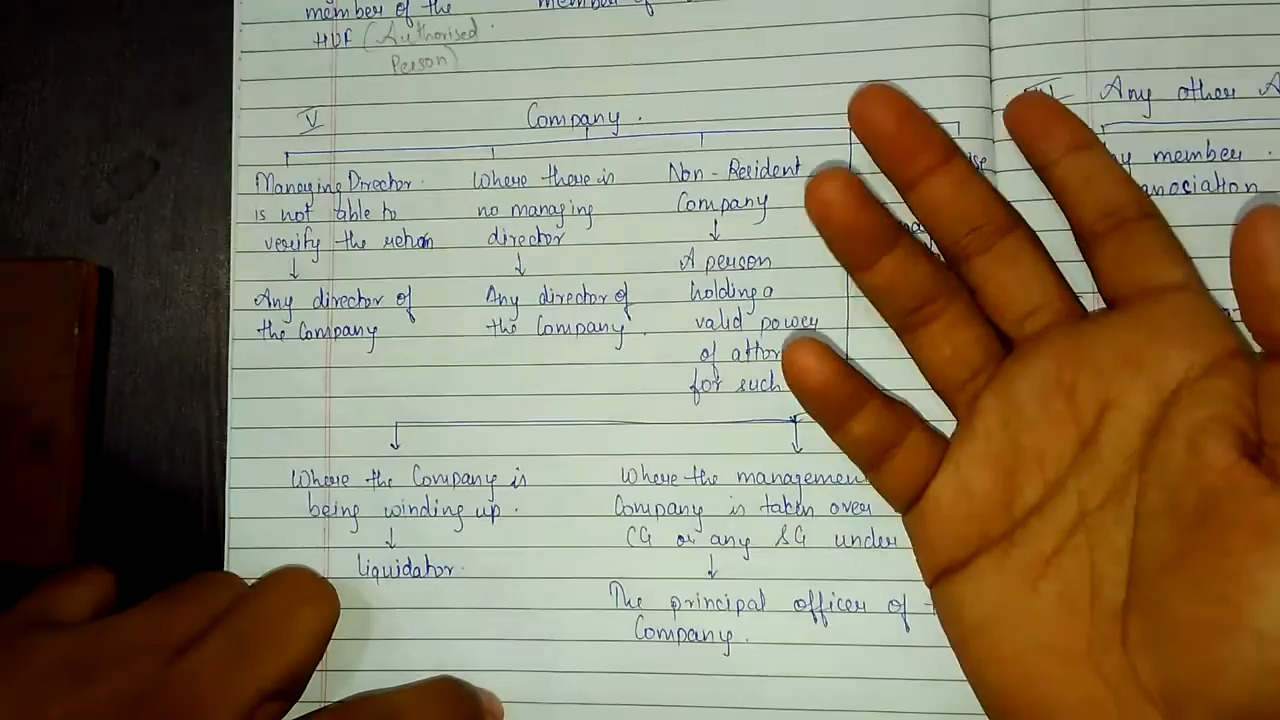 member of the
member of
HUF (Authorised
Person)
V Company.
Managing Director
is not able to
verify the return
Any director of
the Company
Where there is
no managing
director
Any director of
the Company.
Non-Resident
Company
A person
holding a
valid power
of attor
for such
Where the Company is
being winding up.
liquidator.
Where the managemen
Company is taken over
CG or any SG under
The principal officer of
Company.
Any other A
member.
association